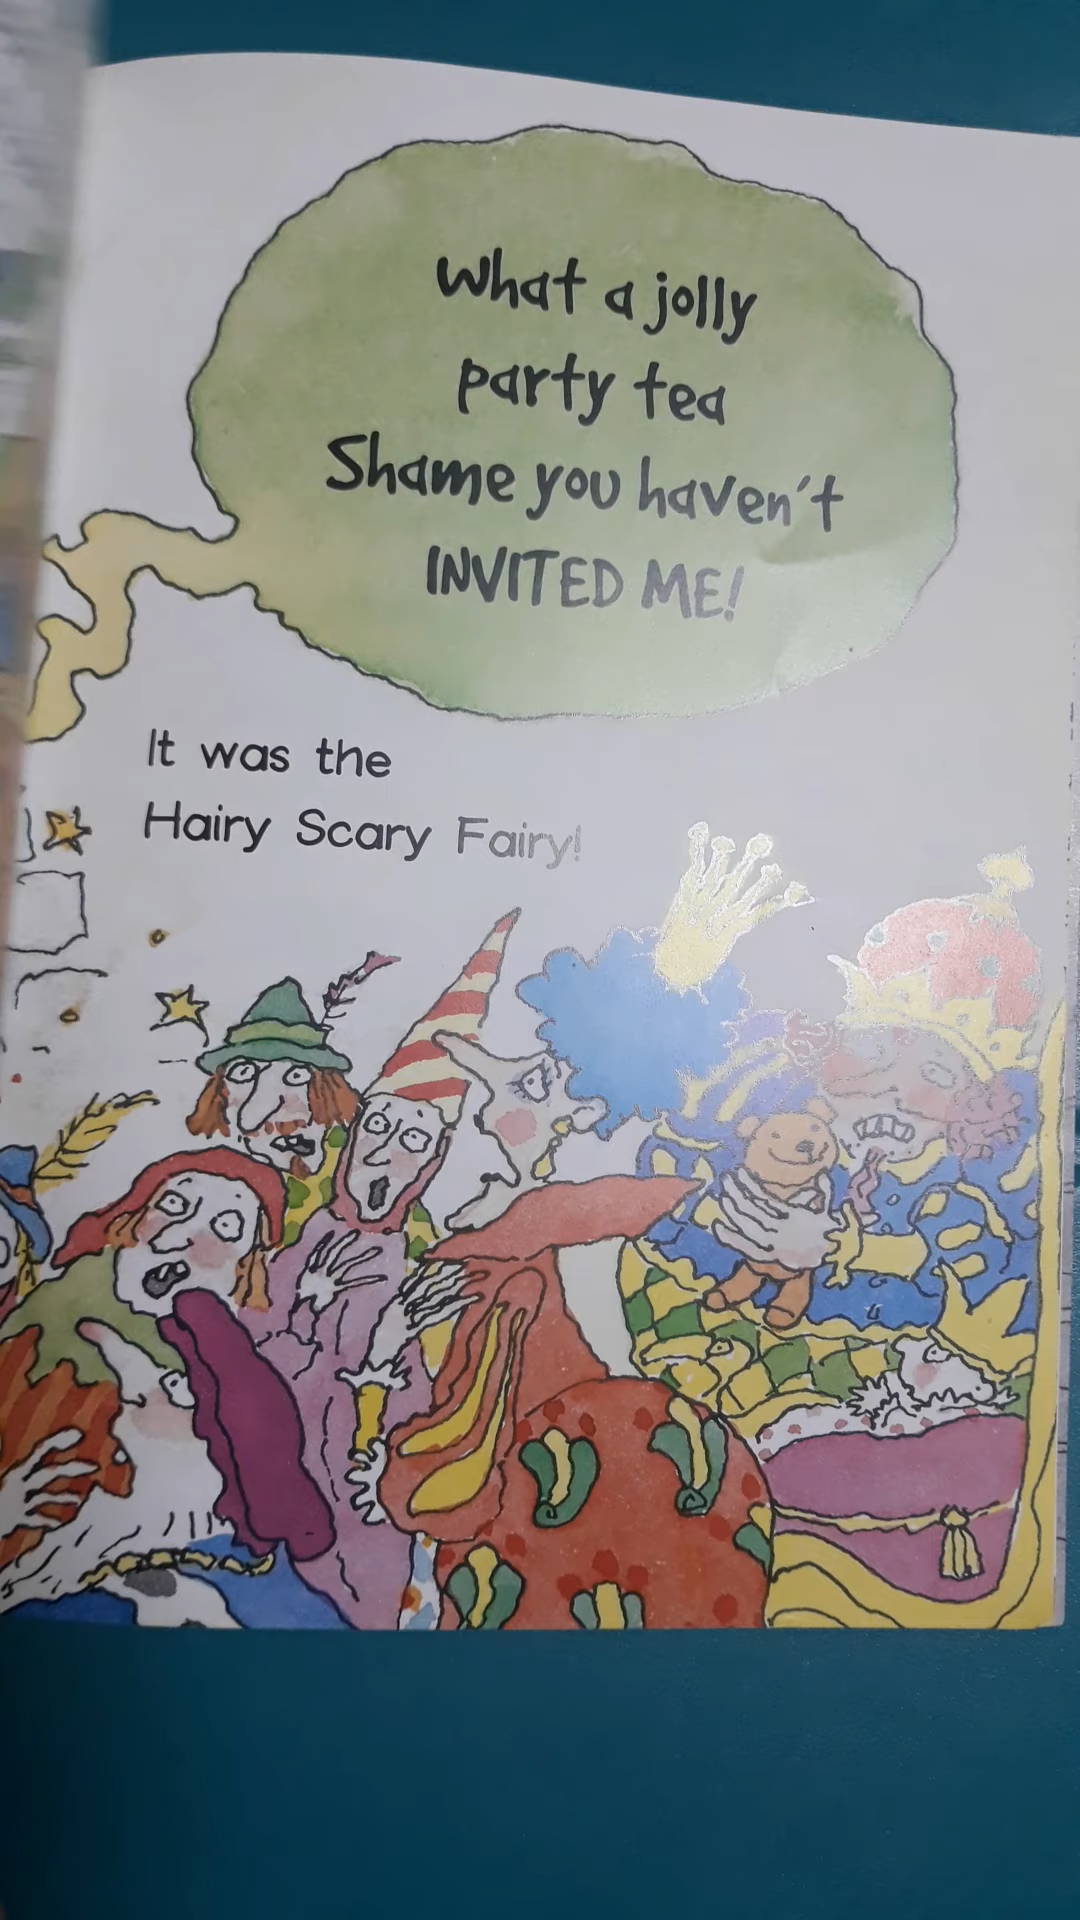 What a jolly
party tea
Shame you haven't
INVITED ME!
It was the
Hairy Scary Fairy!